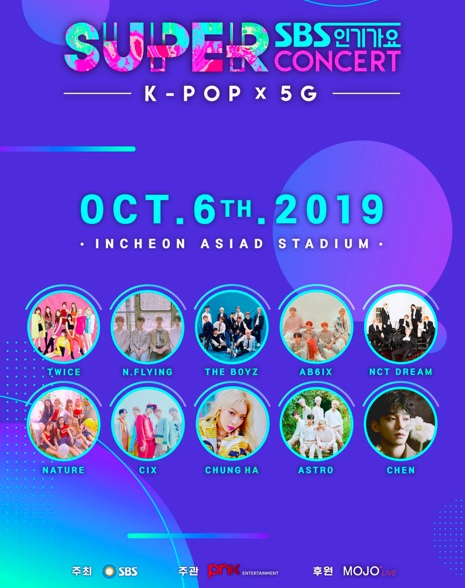 SUPER SBS 인기가요
CONCERT
K-POP x 5G
OCT.6TH.2019
· INCHEON ASIAD STADIUM ·
TWICE N.FLYING THE BOYZ AB6IX NCT DREAM
NATURE CIX CHUNG HA ASTRO CHEN
주최 SBS 주관 pnx ENTERTAINMENT 후원 MOJO LIVE